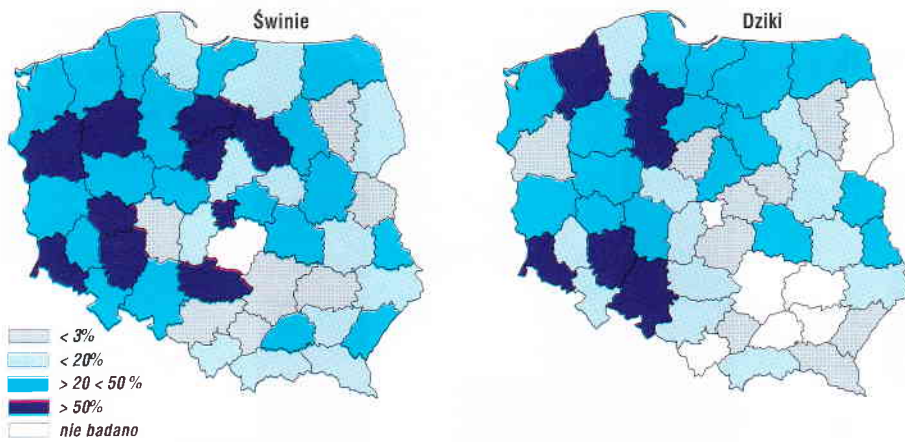 Świnie
Dziki
< 3%
< 20%
> 20 < 50 %
> 50%
nie badano